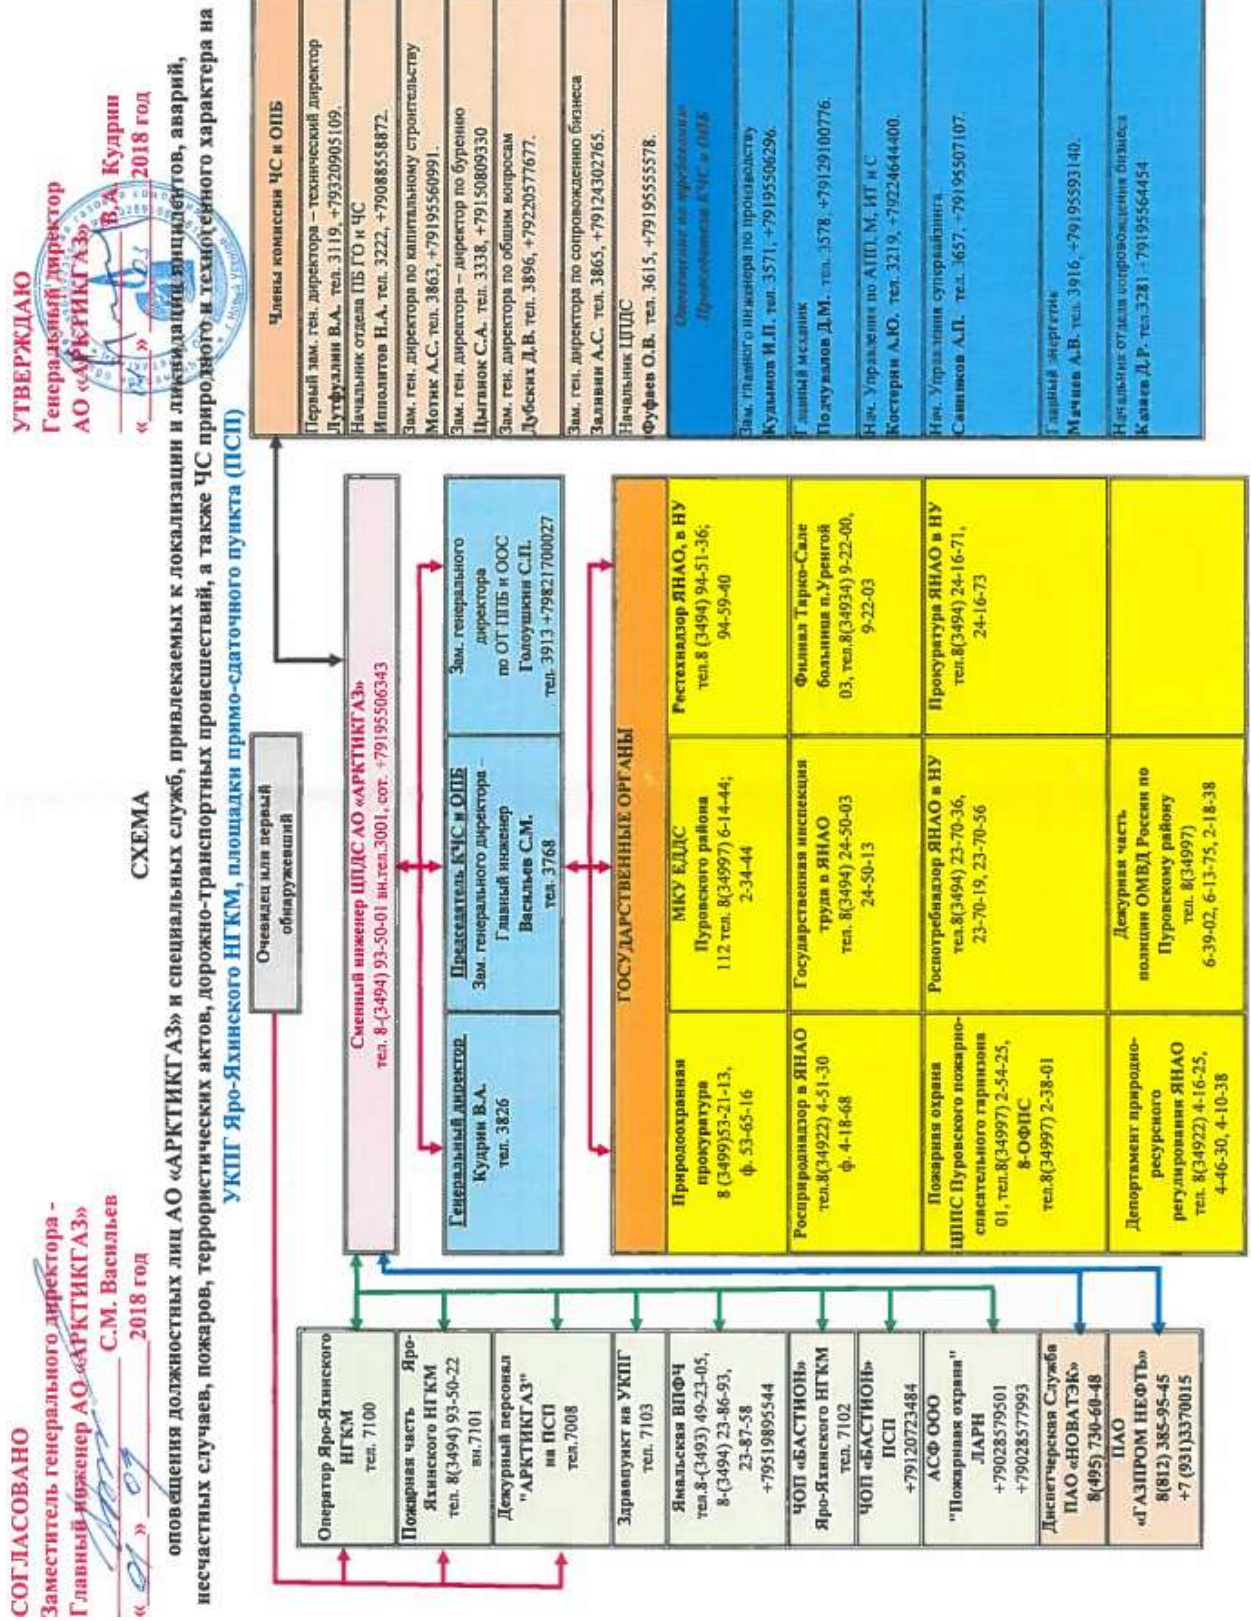 СОГЛАСОВАНО
Заместитель генерального директора -
Главный инженер АО «АРКТИКГАЗ»
С.М. Васильев
« 01 » 09 2018 год
УТВЕРЖДАЮ
Генеральный директор
АО «АРКТИКГАЗ»
В.А. Кудрин
« » 2018 год
СХЕМА
оповещения должностных лиц АО «АРКТИКГАЗ» и специальных служб, привлекаемых к локализации и ликвидации инцидентов, аварий,
несчастных случаев, пожаров, террористических актов, дорожно-транспортных происшествий, а также ЧС природного и техногенного характера на
УКПГ Яро-Яхинского НГКМ, площадки примо-сдаточного пункта (ПСП)
Очевидец или первый
обнаруживший
Сменный инженер ЦПДС АО «АРКТИКГАЗ»
тел. 8-(3494) 93-50-01 вн.тел.3001, сот. +79195506343
Генеральный директор
Кудрин В.А.
тел. 3826
Председатель КЧС и ОПБ
Зам. генерального директора –
Главный инженер
Васильев С.М.
тел. 3768
Зам. генерального
директора
по ОТ ППБ и ООС
Голоушкин С.П.
тел. 3913 +79821700027
ГОСУДАРСТВЕННЫЕ ОРГАНЫ
Природоохранная
прокуратура
8 (3499)53-21-13,
ф. 53-65-16
МКУ ЕДДС
Пуровского района
112 тел. 8(34997) 6-14-44;
2-34-44
Ростехнадзор ЯНАО, в НУ
тел.8 (3494) 94-51-36;
94-59-40
Росприроднадзор в ЯНАО
тел.8(34922) 4-51-30
ф. 4-18-68
Государственная инспекция
труда в ЯНАО
тел. 8(3494) 24-50-03
24-50-13
Филиал Тарко-Сале
больница п.Уренгой
03, тел.8(34934) 9-22-00,
9-22-03
Пожарная охрана
ЦППС Пуровского пожарно-
спасательного гарнизона
01, тел.8(34997) 2-54-25,
8-ОФПС
тел.8(34997) 2-38-01
Роспотребнадзор ЯНАО в НУ
тел.8(3494) 23-70-36,
23-70-19, 23-70-56
Прокуратура ЯНАО в НУ
тел.8(3494) 24-16-71,
24-16-73
Депортамент природно-
ресурсного
регулирования ЯНАО
тел. 8(34922) 4-16-25,
4-46-30, 4-10-38
Дежурная часть
полиции ОМВД России по
Пуровскому району
тел. 8(34997)
6-39-02, 6-13-75, 2-18-38
Оператор Яро-Яхинского
НГКМ
тел. 7100
Пожарная часть Яро-
Яхинского НГКМ
тел. 8(3494) 93-50-22
вн.7101
Дежурный персонал
"АРКТИКГАЗ"
на ПСП
тел.7008
Здравпункт на УКПГ
тел. 7103
Ямальская ВПФЧ
тел.8-(3493) 49-23-05,
8-(3494) 23-86-93,
23-87-58
+79519895544
ЧОП «БАСТИОН»
Яро-Яхинского НГКМ
тел. 7102
ЧОП «БАСТИОН»
ПСП
+79120723484
АСФ ООО
"Пожарная охрана"
ЛАРН
+79028579501
+79028577993
Диспетчерская Служба
ПАО «НОВАТЭК»
8(495) 730-60-48
ПАО
«ГАЗПРОМ НЕФТЬ»
8(812) 385-95-45
+7 (931)3370015
Члены комиссии ЧС и ОПБ
Первый зам. ген. директора – технический директор
Лутфуалин В.А. тел. 3119, +79320905109.
Начальник отдела ПБ ГО и ЧС
Ипполитов Н.А. тел. 3222, +79088558872.
Зам. ген. директора по капитальному строительству
Мотик А.С. тел. 3863, +79195560991.
Зам. ген. директора – директор по бурению
Цыганок С.А. тел. 3338, +79150809330
Зам. ген. директора по общим вопросам
Дубских Д.В. тел. 3896, +79220577677.
Зам. ген. директора по сопровождению бизнеса
Заливин А.С. тел. 3865, +79124302765.
Начальник ЦПДС
Фуфаев О.В. тел. 3615, +79195555578.
Оповещение по требованию
Председателя КЧС и ОПБ
Зам. главного инженера по производству
Кудымов И.П. тел. 3571, +79195506296.
Главный механик
Подчувалов Д.М. тел. 3578, +79129100776.
Нач. Управления по АПП, М, ИТ и С
Костерин А.Ю. тел. 3219, +79224644400.
Нач. Управления супервайзинга
Санников А.П. тел. 3657, +79195507107.
Главный энергетик
Мачнев А.В. тел. 3916, +79195593140.
Начальник отдела сопровождения бизнеса
Казаев Д.Р. тел.3281 +79195564454